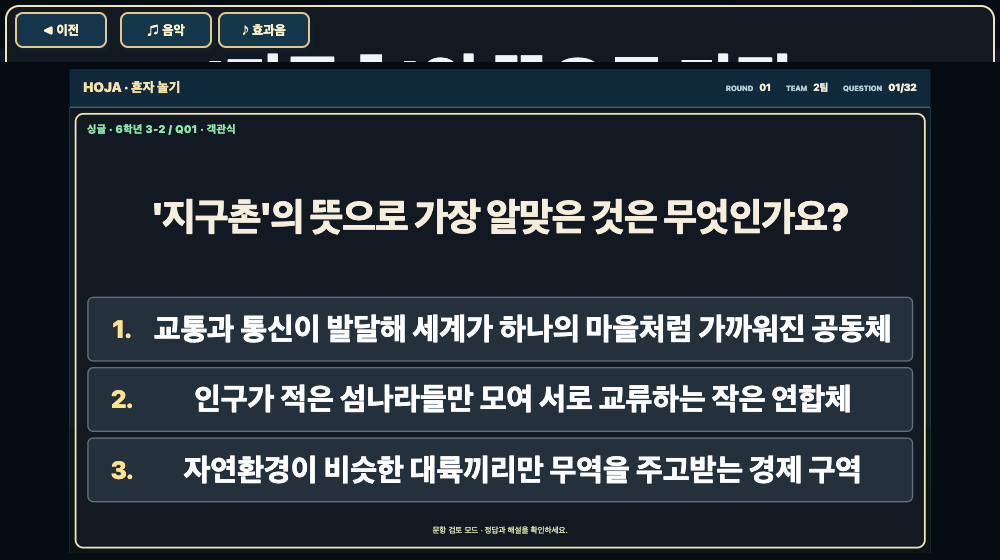 ◀ 이전
♫ 음악
♪ 효과음
HOJA · 혼자 놀기
ROUND 01 TEAM 2팀 QUESTION 01/32
싱글 · 6학년 3-2 / Q01 · 객관식
'지구촌'의 뜻으로 가장 알맞은 것은 무엇인가요?
1. 교통과 통신이 발달해 세계가 하나의 마을처럼 가까워진 공동체
2. 인구가 적은 섬나라들만 모여 서로 교류하는 작은 연합체
3. 자연환경이 비슷한 대륙끼리만 무역을 주고받는 경제 구역
문항 검토 모드 · 정답과 해설을 확인하세요.